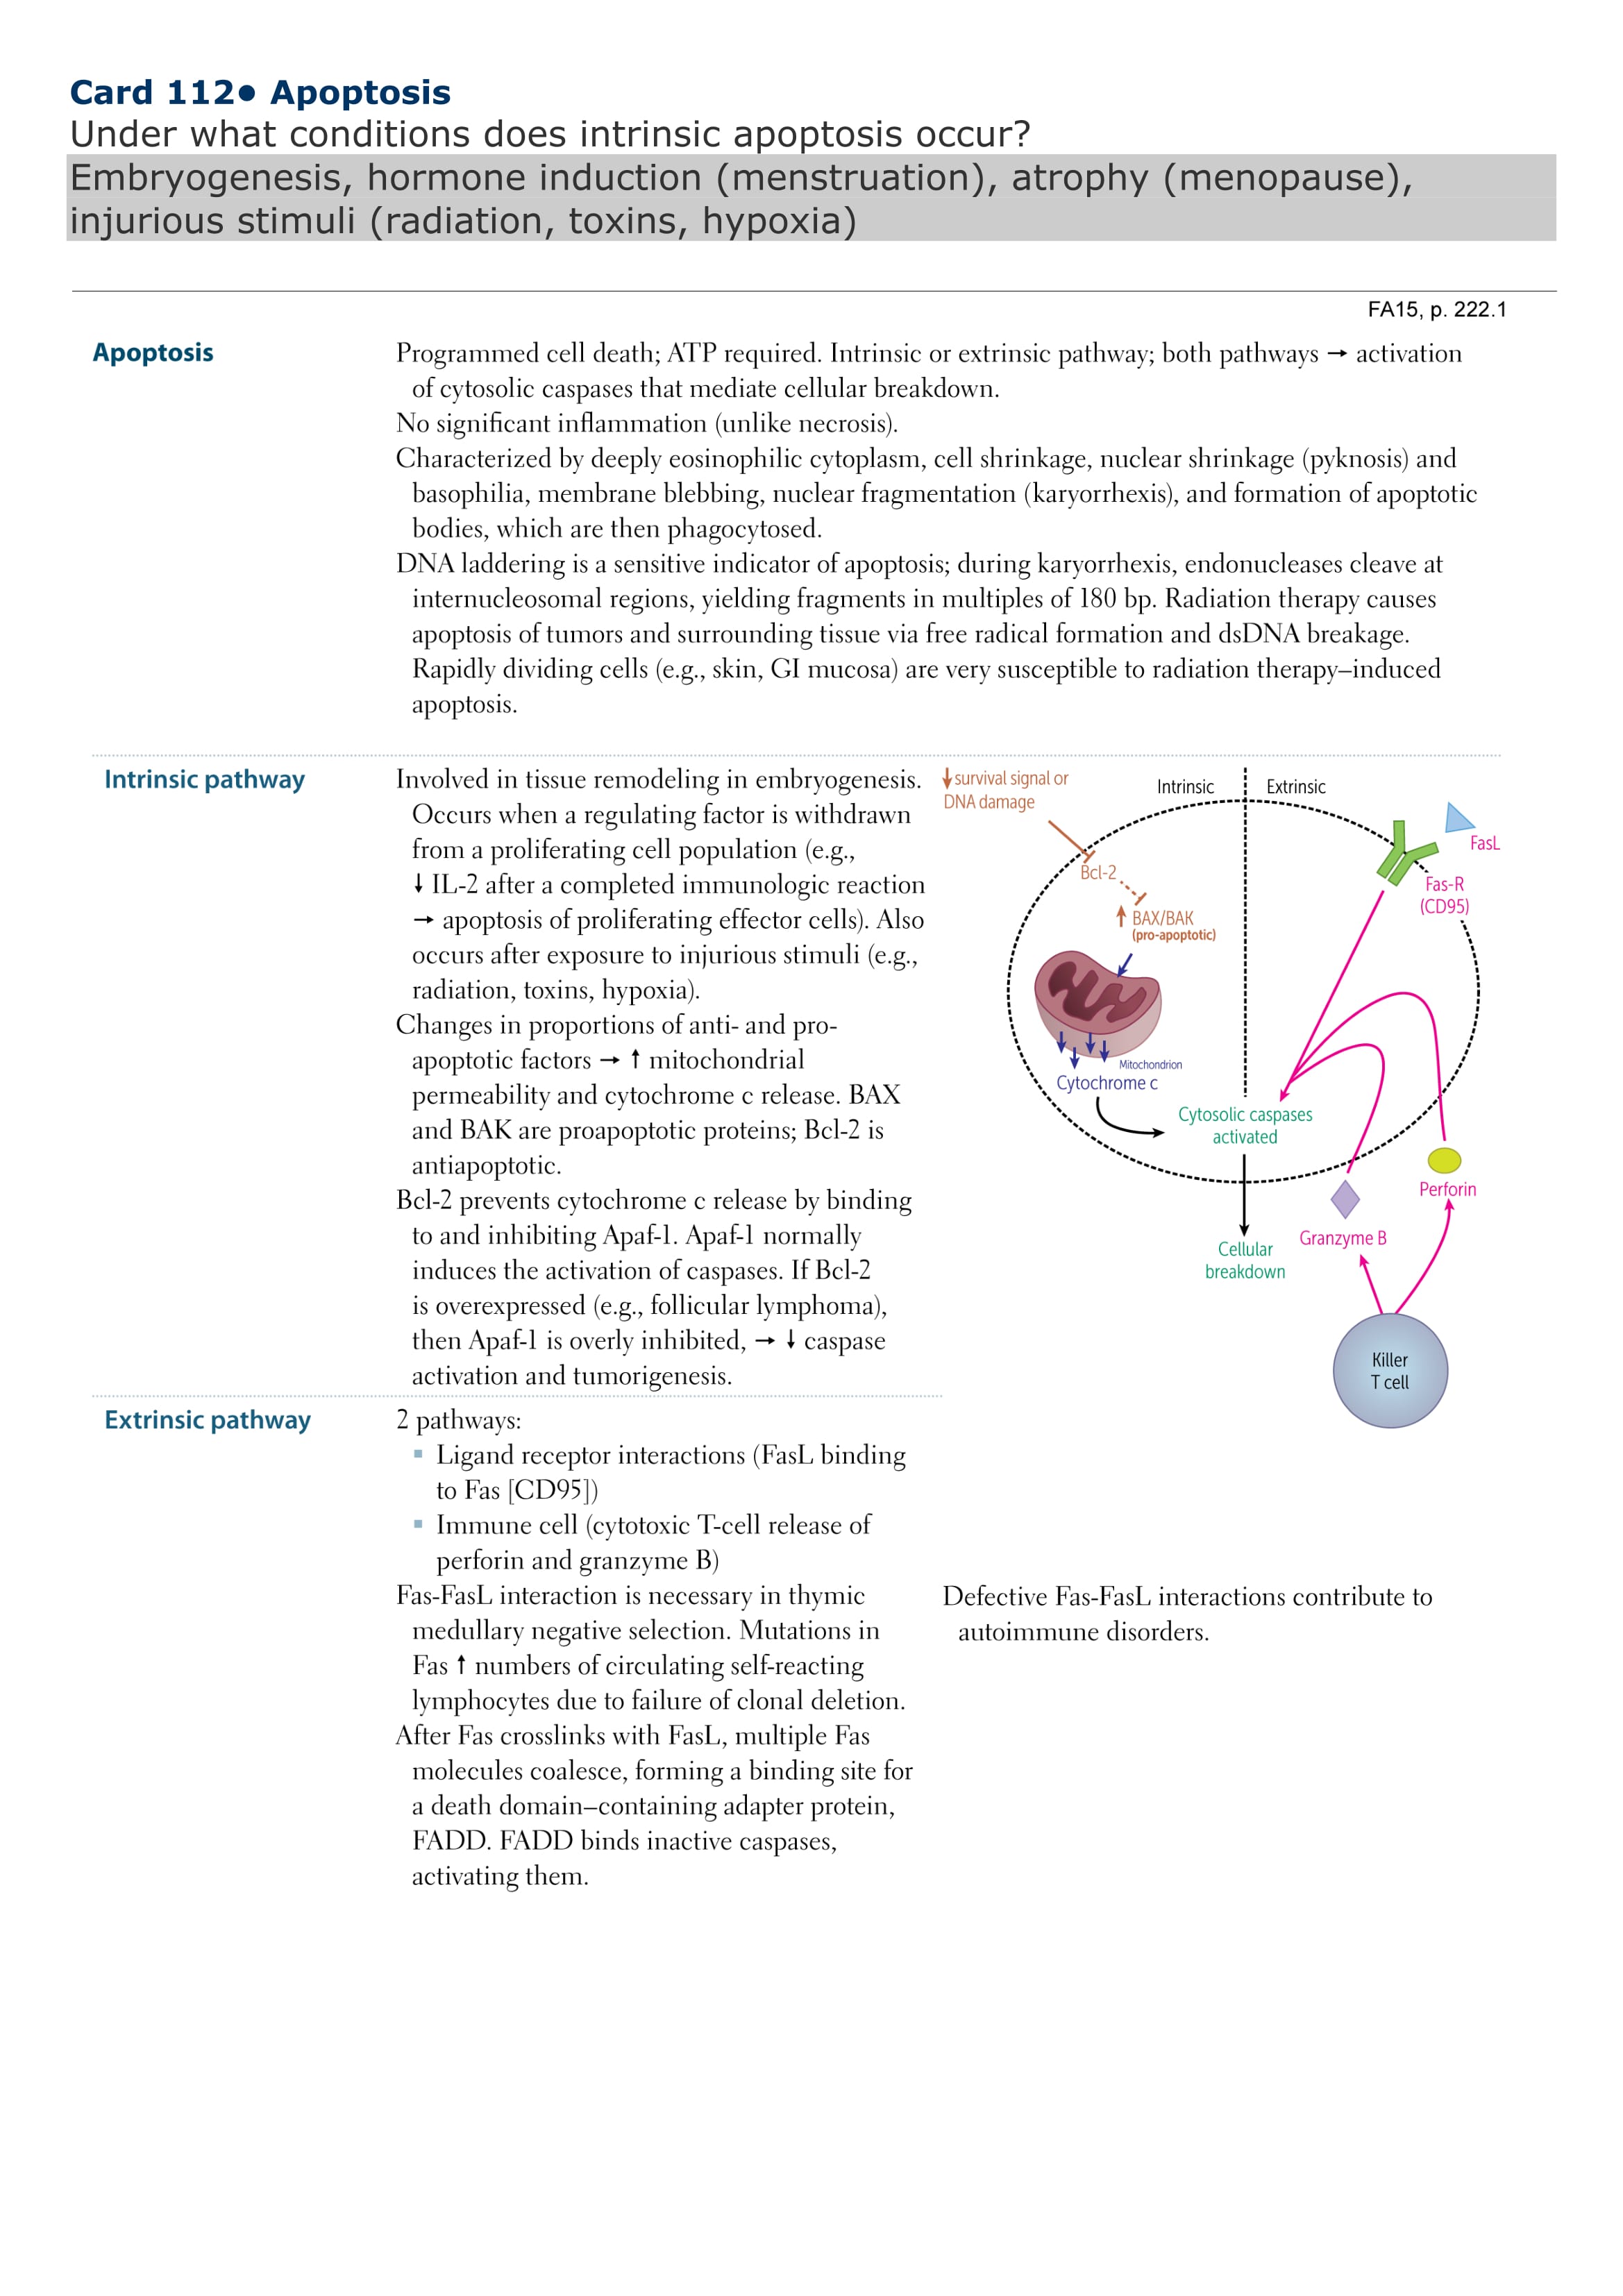 Card 112• Apoptosis
Under what conditions does intrinsic apoptosis occur?
Embryogenesis, hormone induction (menstruation), atrophy (menopause),
injurious stimuli (radiation, toxins, hypoxia)
FA15, p. 222.1
Apoptosis
Programmed cell death; ATP required. Intrinsic or extrinsic pathway; both pathways → activation
of cytosolic caspases that mediate cellular breakdown.
No significant inflammation (unlike necrosis).
Characterized by deeply eosinophilic cytoplasm, cell shrinkage, nuclear shrinkage (pyknosis) and
basophilia, membrane blebbing, nuclear fragmentation (karyorrhexis), and formation of apoptotic
bodies, which are then phagocytosed.
DNA laddering is a sensitive indicator of apoptosis; during karyorrhexis, endonucleases cleave at
internucleosomal regions, yielding fragments in multiples of 180 bp. Radiation therapy causes
apoptosis of tumors and surrounding tissue via free radical formation and dsDNA breakage.
Rapidly dividing cells (e.g., skin, GI mucosa) are very susceptible to radiation therapy–induced
apoptosis.
Intrinsic pathway
Involved in tissue remodeling in embryogenesis.
Occurs when a regulating factor is withdrawn
from a proliferating cell population (e.g.,
↓ IL-2 after a completed immunologic reaction
→ apoptosis of proliferating effector cells). Also
occurs after exposure to injurious stimuli (e.g.,
radiation, toxins, hypoxia).
Changes in proportions of anti- and pro-
apoptotic factors → ↑ mitochondrial
permeability and cytochrome c release. BAX
and BAK are proapoptotic proteins; Bcl-2 is
antiapoptotic.
Bcl-2 prevents cytochrome c release by binding
to and inhibiting Apaf-1. Apaf-1 normally
induces the activation of caspases. If Bcl-2
is overexpressed (e.g., follicular lymphoma),
then Apaf-1 is overly inhibited, → ↓ caspase
activation and tumorigenesis.
↓ survival signal or
DNA damage
Intrinsic
Extrinsic
FasL
Fas-R
(CD95)
Bcl-2
↑ BAX/BAK
(pro-apoptotic)
Mitochondrion
Cytochrome c
Cytosolic caspases
activated
Perforin
Granzyme B
Cellular
breakdown
Killer
T cell
Extrinsic pathway
2 pathways:
▪ Ligand receptor interactions (FasL binding
to Fas [CD95])
▪ Immune cell (cytotoxic T-cell release of
perforin and granzyme B)
Fas-FasL interaction is necessary in thymic
medullary negative selection. Mutations in
Fas ↑ numbers of circulating self-reacting
lymphocytes due to failure of clonal deletion.
After Fas crosslinks with FasL, multiple Fas
molecules coalesce, forming a binding site for
a death domain–containing adapter protein,
FADD. FADD binds inactive caspases,
activating them.
Defective Fas-FasL interactions contribute to
autoimmune disorders.